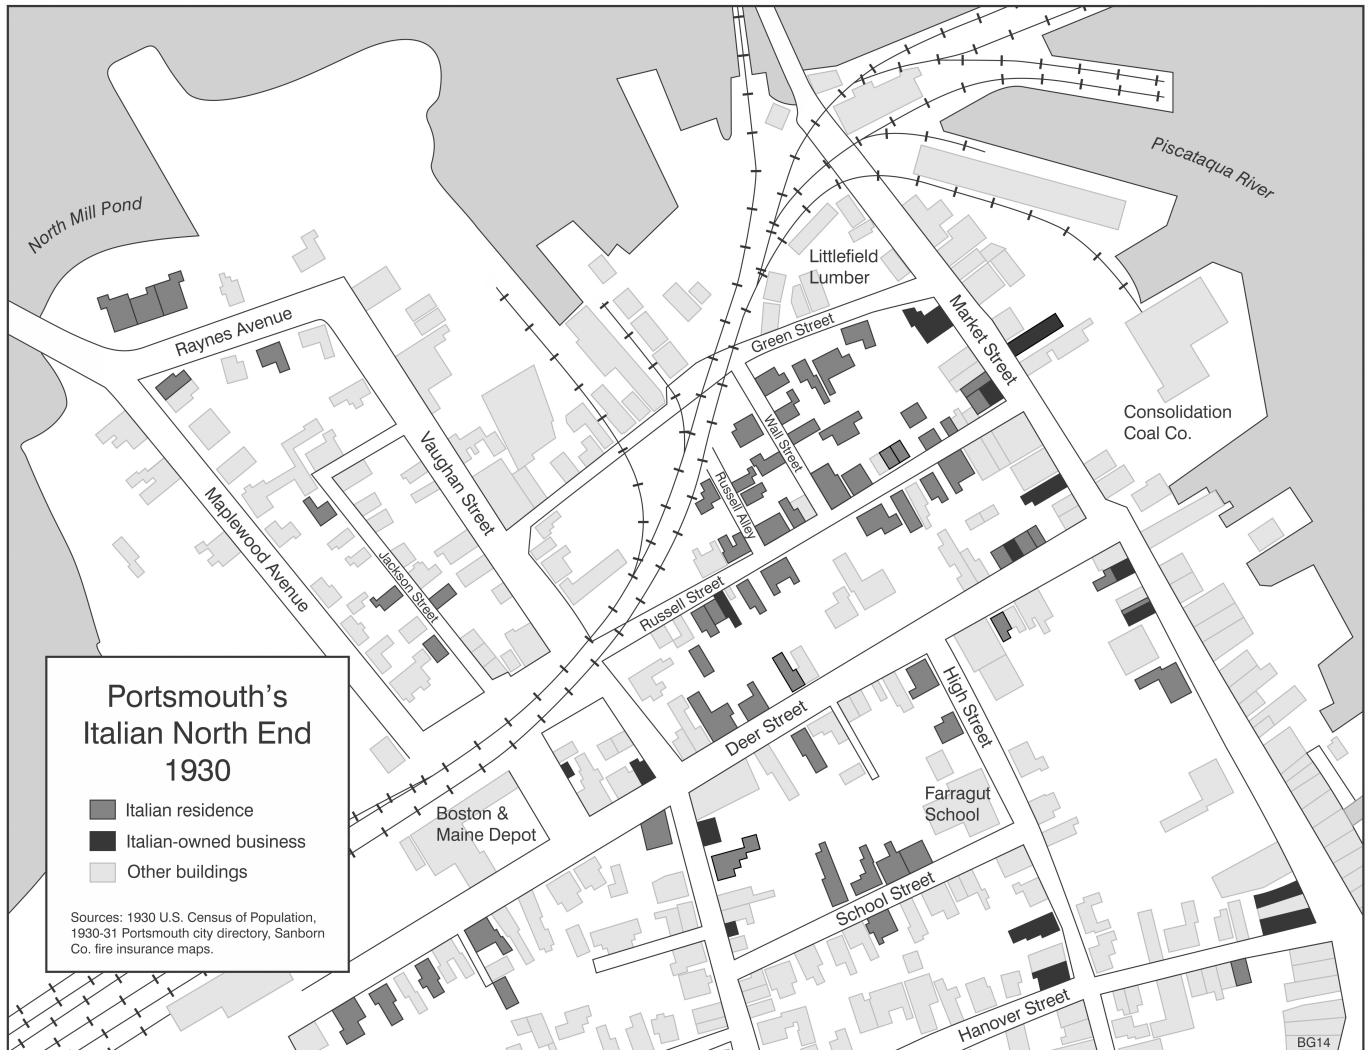 North Mill Pond
Piscataqua River
Littlefield
Lumber
Raynes Avenue
Green Street
Market Street
Consolidation
Coal Co.
Wall Street
Vaughan Street
Russell Alley
Maplewood Avenue
Jackson Street
Russell Street
Deer Street
High Street
Boston &
Maine Depot
Farragut
School
School Street
Hanover Street
Portsmouth's
Italian North End
1930
Italian residence
Italian-owned business
Other buildings
Sources: 1930 U.S. Census of Population,
1930-31 Portsmouth city directory, Sanborn
Co. fire insurance maps.
BG14